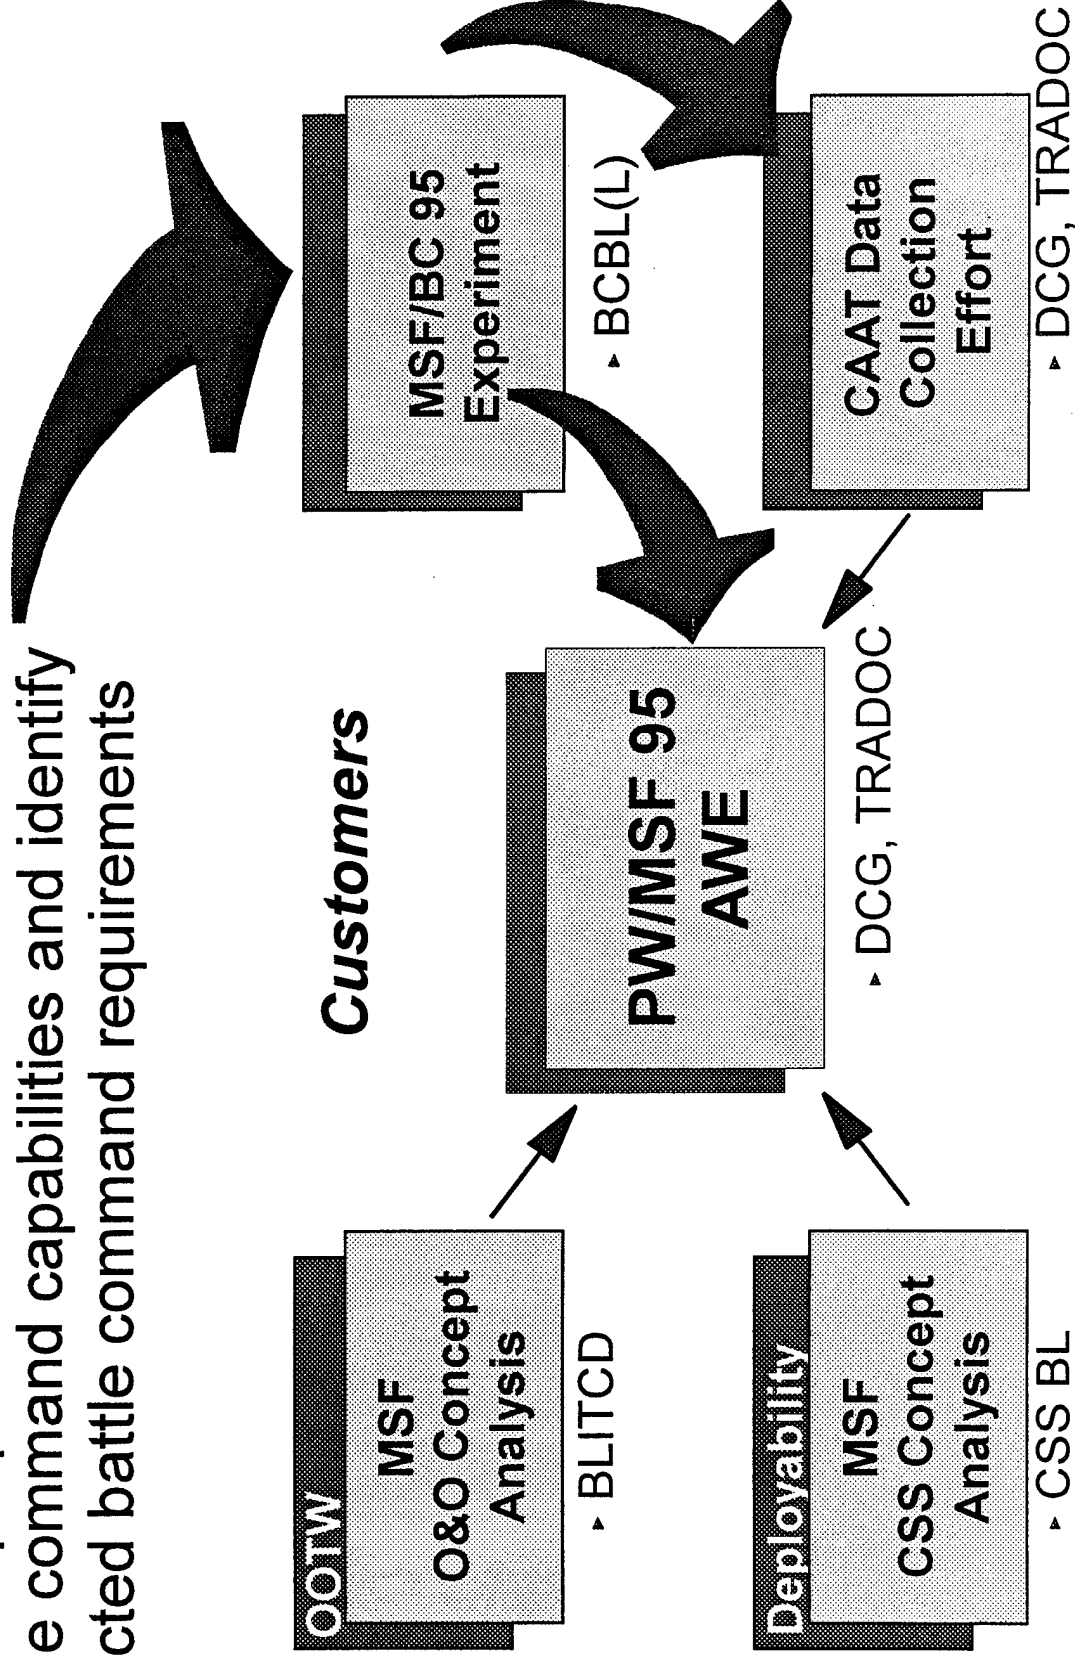 e command capabilities and identify
cted battle command requirements
Customers
OOTW
MSF
O&O Concept
Analysis
▸ BLITCD
Deployability
MSF
CSS Concept
Analysis
▸ CSS BL
PW/MSF 95
AWE
▸ DCG, TRADOC
MSF/BC 95
Experiment
▸ BCBL(L)
CAAT Data
Collection
Effort
▸ DCG, TRADOC